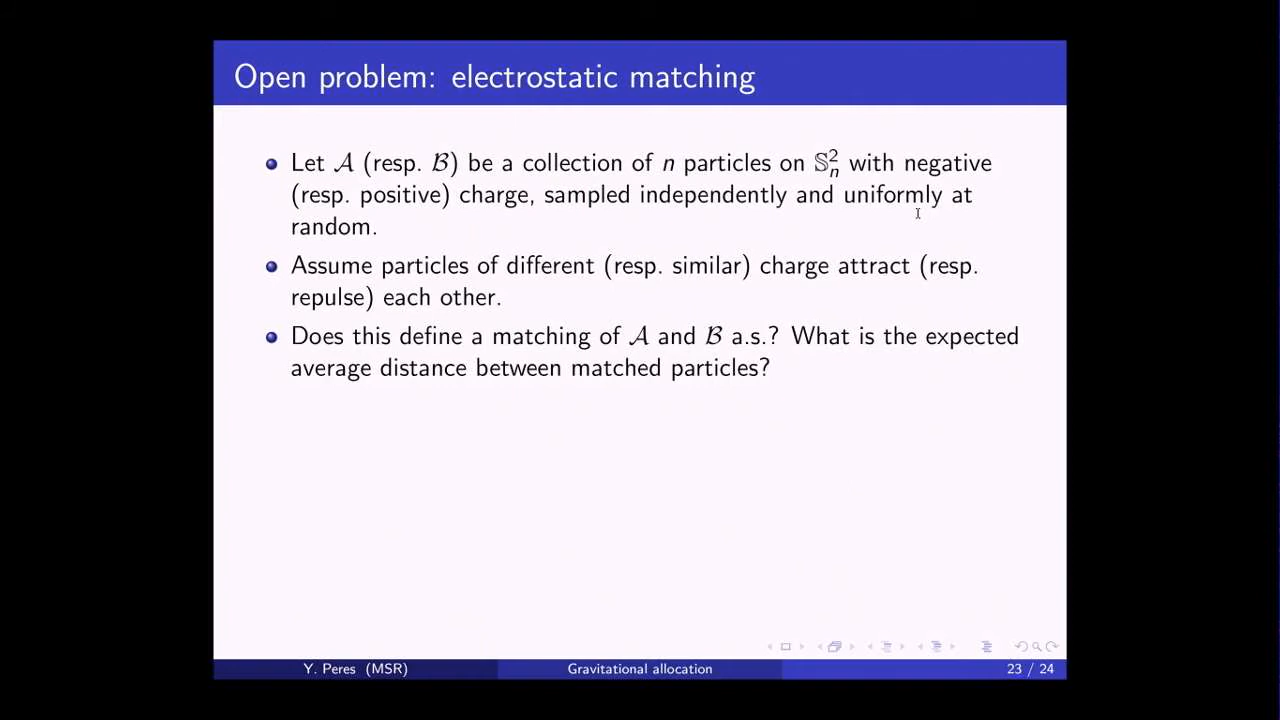 Open problem: electrostatic matching
Let 𝒜 (resp. ℬ) be a collection of n particles on 𝕊²ₙ with negative
(resp. positive) charge, sampled independently and uniformly at
random.
Assume particles of different (resp. similar) charge attract (resp.
repulse) each other.
Does this define a matching of 𝒜 and ℬ a.s.? What is the expected
average distance between matched particles?
Y. Peres (MSR)
Gravitational allocation
23 / 24